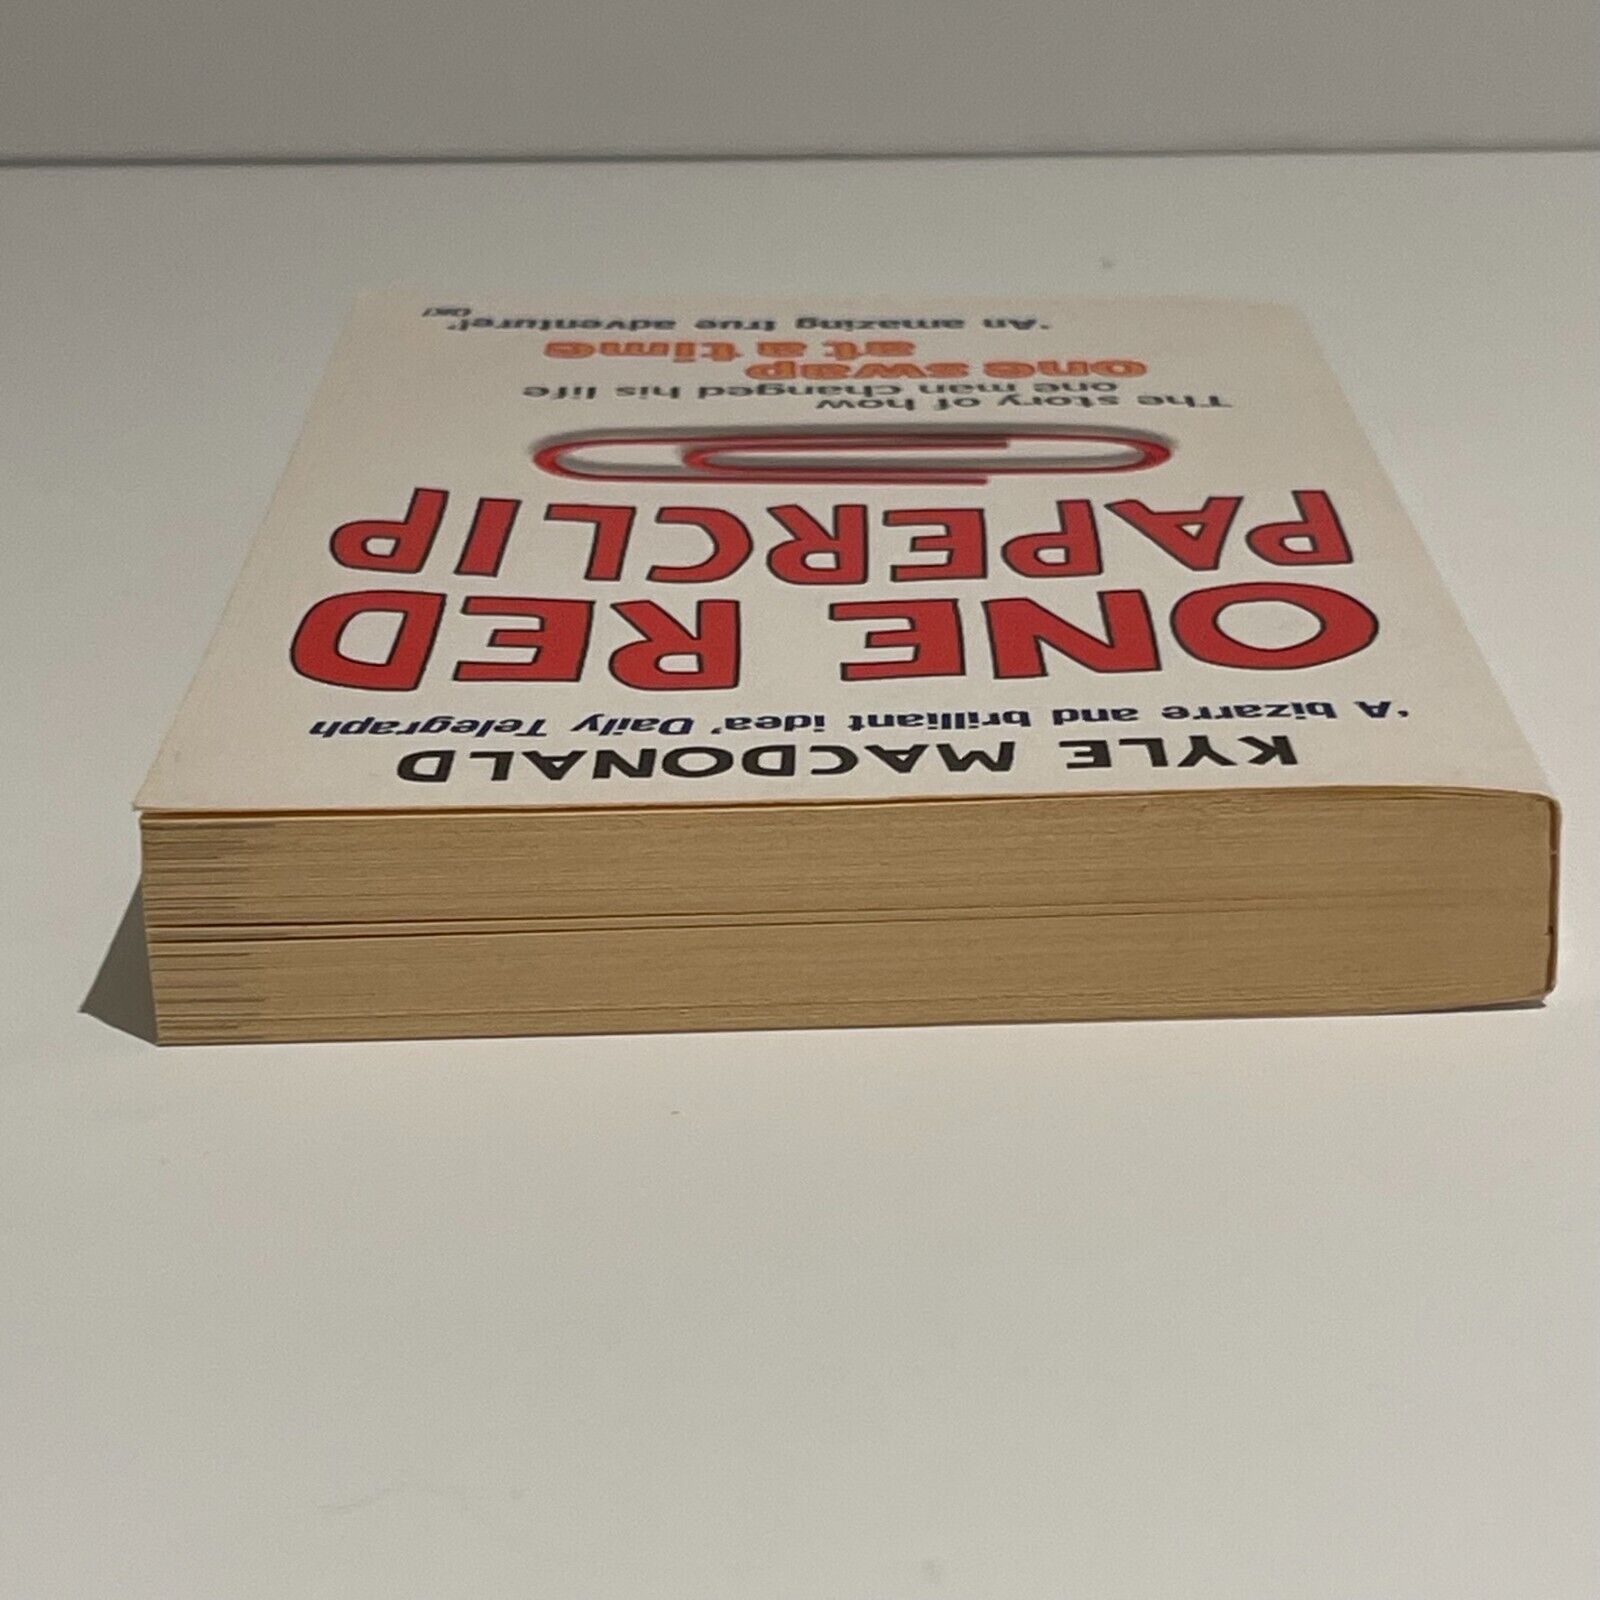 KYLE MACDONALD
'A bizarre and brilliant idea' Daily Telegraph
ONE RED
PAPERCLIP
The story of how
one man changed his life
one swap
at a time
'An amazing true adventure!'
OK!